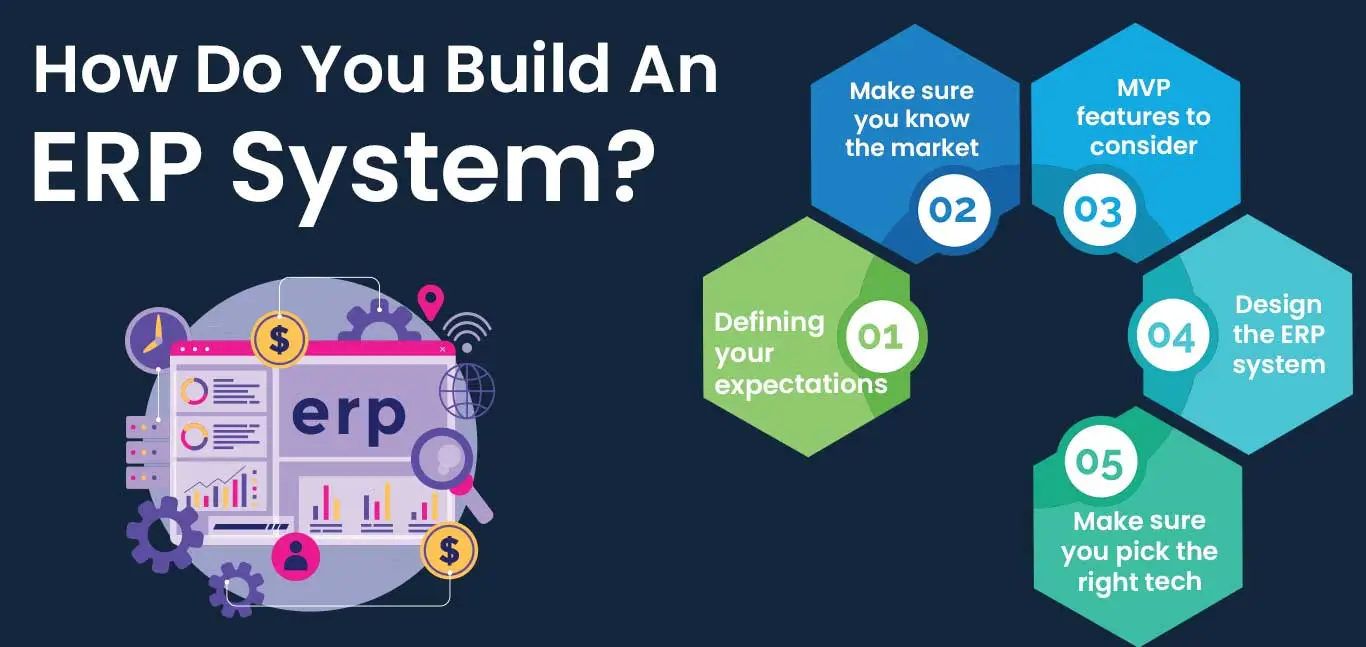 How Do You Build An
ERP System?
erp
$
$
Defining
your
expectations
01
Make sure
you know
the market
02
MVP
features to
consider
03
Design
the ERP
system
04
05
Make sure
you pick the
right tech